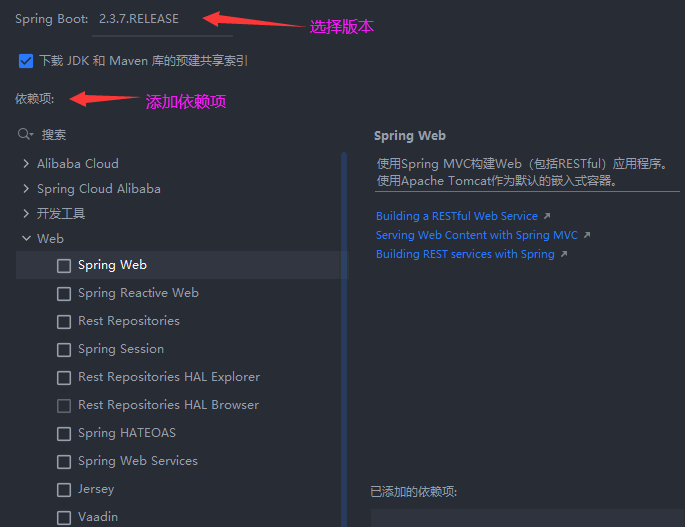 Spring Boot: 2.3.7.RELEASE
选择版本
下载 JDK 和 Maven 库的预建共享索引
依赖项:
添加依赖项
搜索
Alibaba Cloud
Spring Cloud Alibaba
开发工具
Web
Spring Web
Spring Reactive Web
Rest Repositories
Spring Session
Rest Repositories HAL Explorer
Rest Repositories HAL Browser
Spring HATEOAS
Spring Web Services
Jersey
Vaadin
Spring Web
使用Spring MVC构建Web（包括RESTful）应用程序。
使用Apache Tomcat作为默认的嵌入式容器。
Building a RESTful Web Service
Serving Web Content with Spring MVC
Building REST services with Spring
已添加的依赖项: